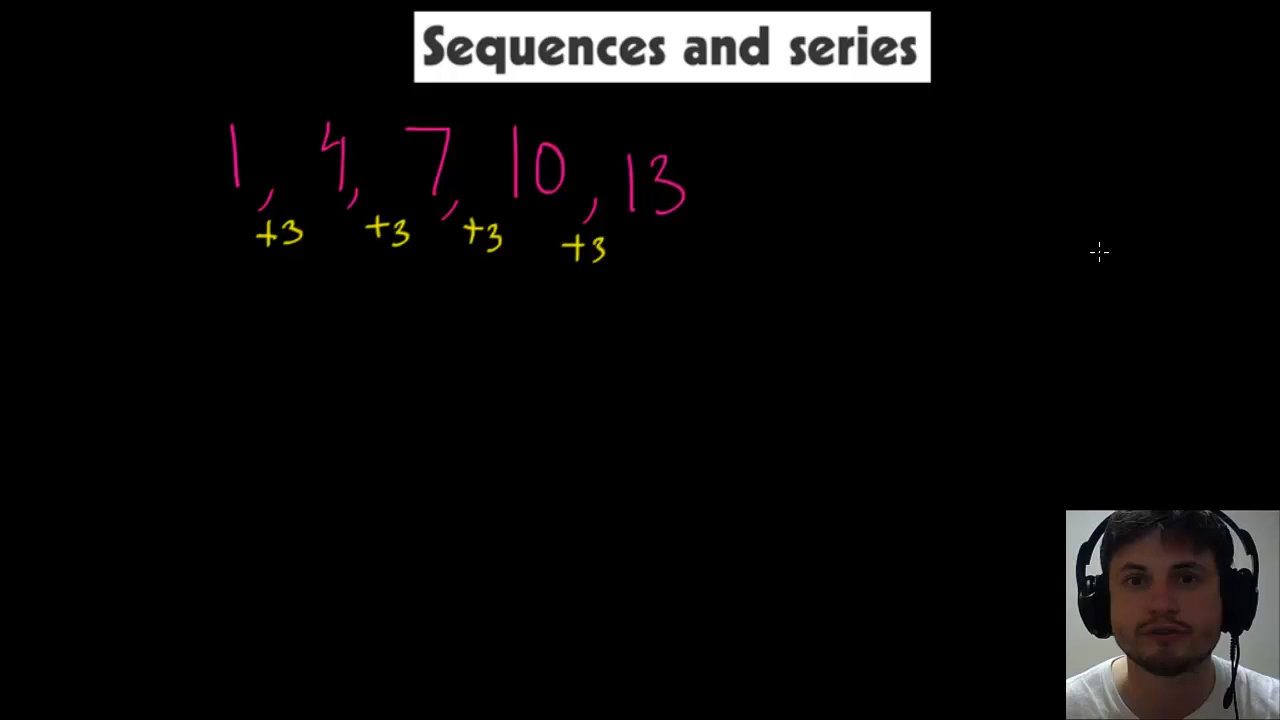 Sequences and series
1, 4, 7, 10, 13
+3 +3 +3 +3